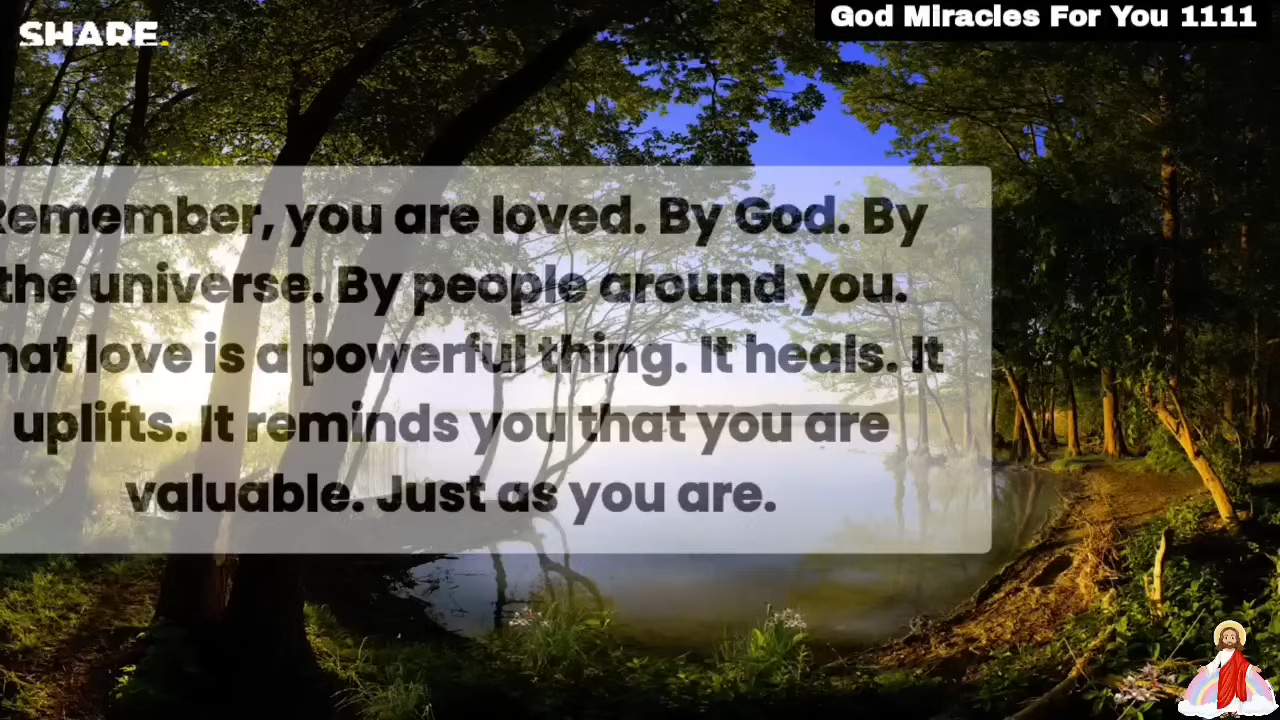 SHARE.
God Miracles For You 1111
Remember, you are loved. By God. By
the universe. By people around you.
hat love is a powerful thing. It heals. It
uplifts. It reminds you that you are
valuable. Just as you are.